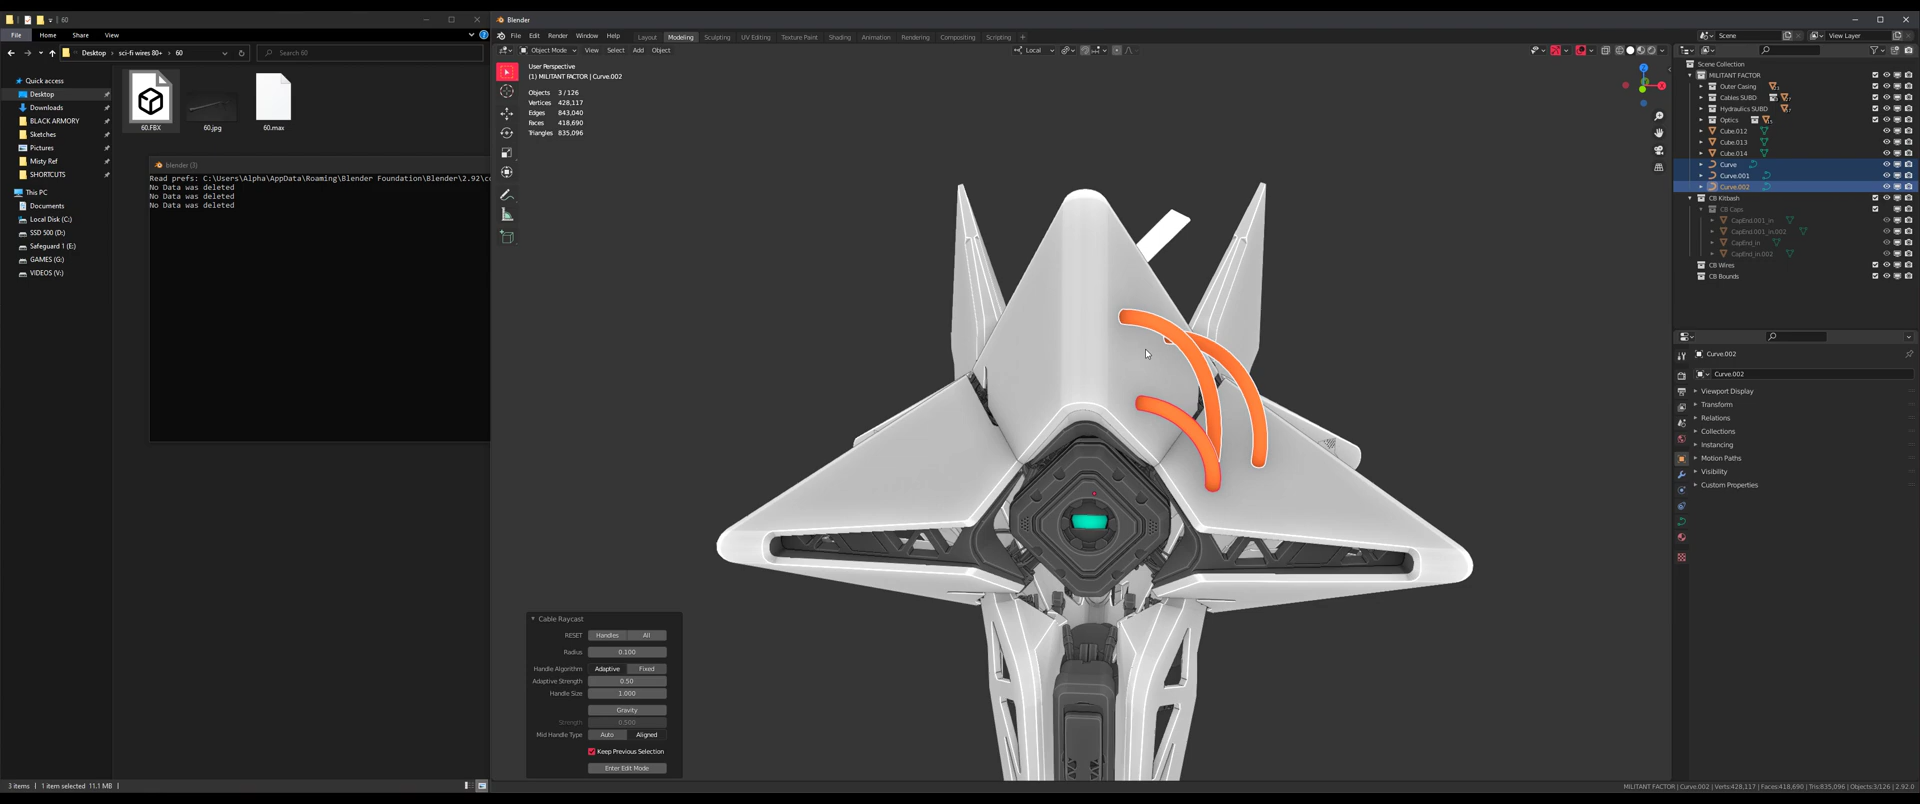 60
File
Home
Share
View
Desktop
sci-fi wires 80+
60
Search 60
Quick access
Desktop
Downloads
BLACK ARMORY
Sketches
Pictures
Misty Ref
SHORTCUTS
This PC
Documents
Local Disk (C:)
SSD 500 (D:)
Safeguard 1 (E:)
GAMES (G:)
VIDEOS (V:)
60.FBX
60.jpg
60.max
blender (3)
Read prefs: C:\Users\Alpha\AppData\Roaming\Blender Foundation\Blender\2.92\c
No Data was deleted
No Data was deleted
No Data was deleted
3 items
1 item selected 11.1 MB
Blender
File Edit Render Window Help
Layout Modeling Sculpting UV Editing Texture Paint Shading Animation Rendering Compositing Scripting +
Scene
View Layer
Object Mode
View Select Add Object
Local
User Perspective
(1) MILITANT FACTOR | Curve.002
Objects 3 / 126
Vertices 428,117
Edges 843,040
Faces 418,690
Triangles 835,096
Z
X
Cable Raycast
RESET Handles All
Radius 0.100
Handle Algorithm Adaptive Fixed
Adaptive Strength 0.50
Handle Size 1.000
Gravity
Strength 0.500
Mid Handle Type Auto Aligned
Keep Previous Selection
Enter Edit Mode
Scene Collection
MILITANT FACTOR
Outer Casing
Cables SUBD
Hydraulics SUBD
Optics
Cube.012
Cube.013
Cube.014
Curve
Curve.001
Curve.002
CB Kitbash
CB Caps
CapEnd.001_in
CapEnd.001_in.002
CapEnd_in
CapEnd_in.002
CB Wires
CB Bounds
Curve.002
Curve.002
Viewport Display
Transform
Relations
Collections
Instancing
Motion Paths
Visibility
Custom Properties
MILITANT FACTOR | Curve.002 | Verts:428,117 | Faces:418,690 | Tris:835,096 | Objects:3/126 | 2.92.0